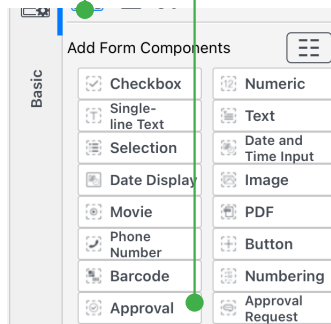 Add Form Components
Basic
Checkbox
Numeric
Single-
line Text
Text
Selection
Date and
Time Input
Date Display
Image
Movie
PDF
Phone
Number
Button
Barcode
Numbering
Approval
Approval
Request